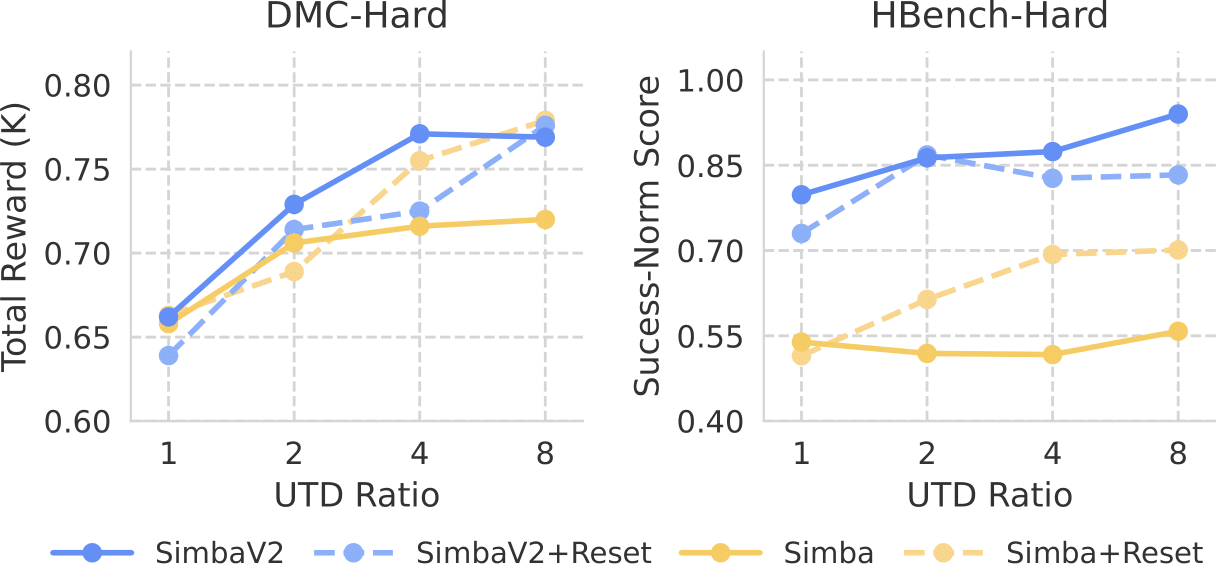 DMC-Hard
Total Reward (K)
0.80
0.75
0.70
0.65
0.60
1 2 4 8
UTD Ratio
HBench-Hard
Sucess-Norm Score
1.00
0.85
0.70
0.55
0.40
1 2 4 8
UTD Ratio
SimbaV2 SimbaV2+Reset Simba Simba+Reset